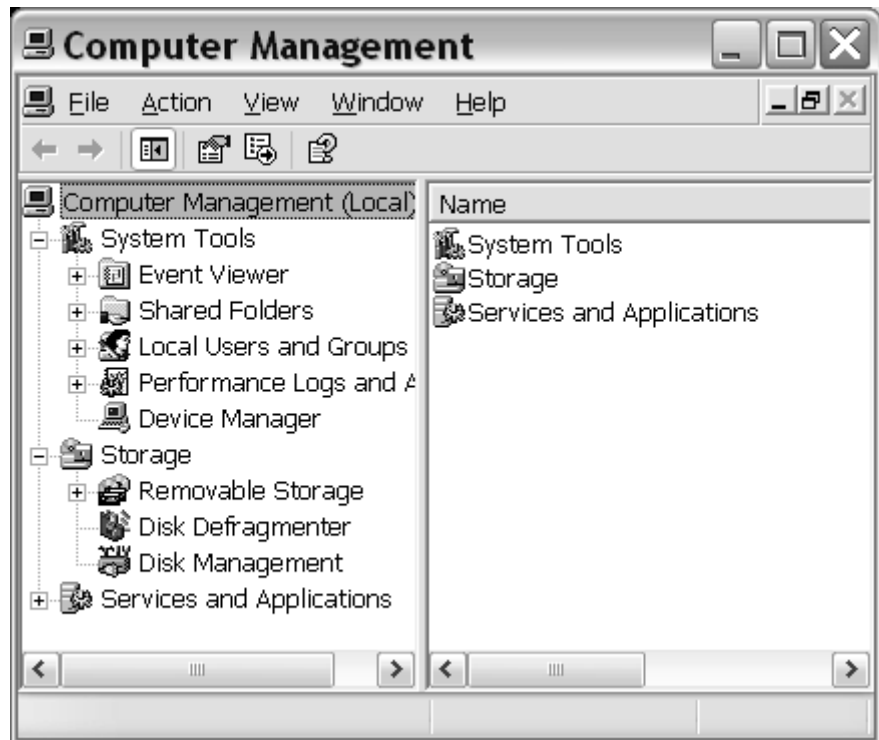 Computer Management
File Action View Window Help
Computer Management (Local)
System Tools
Event Viewer
Shared Folders
Local Users and Groups
Performance Logs and A
Device Manager
Storage
Removable Storage
Disk Defragmenter
Disk Management
Services and Applications
Name
System Tools
Storage
Services and Applications